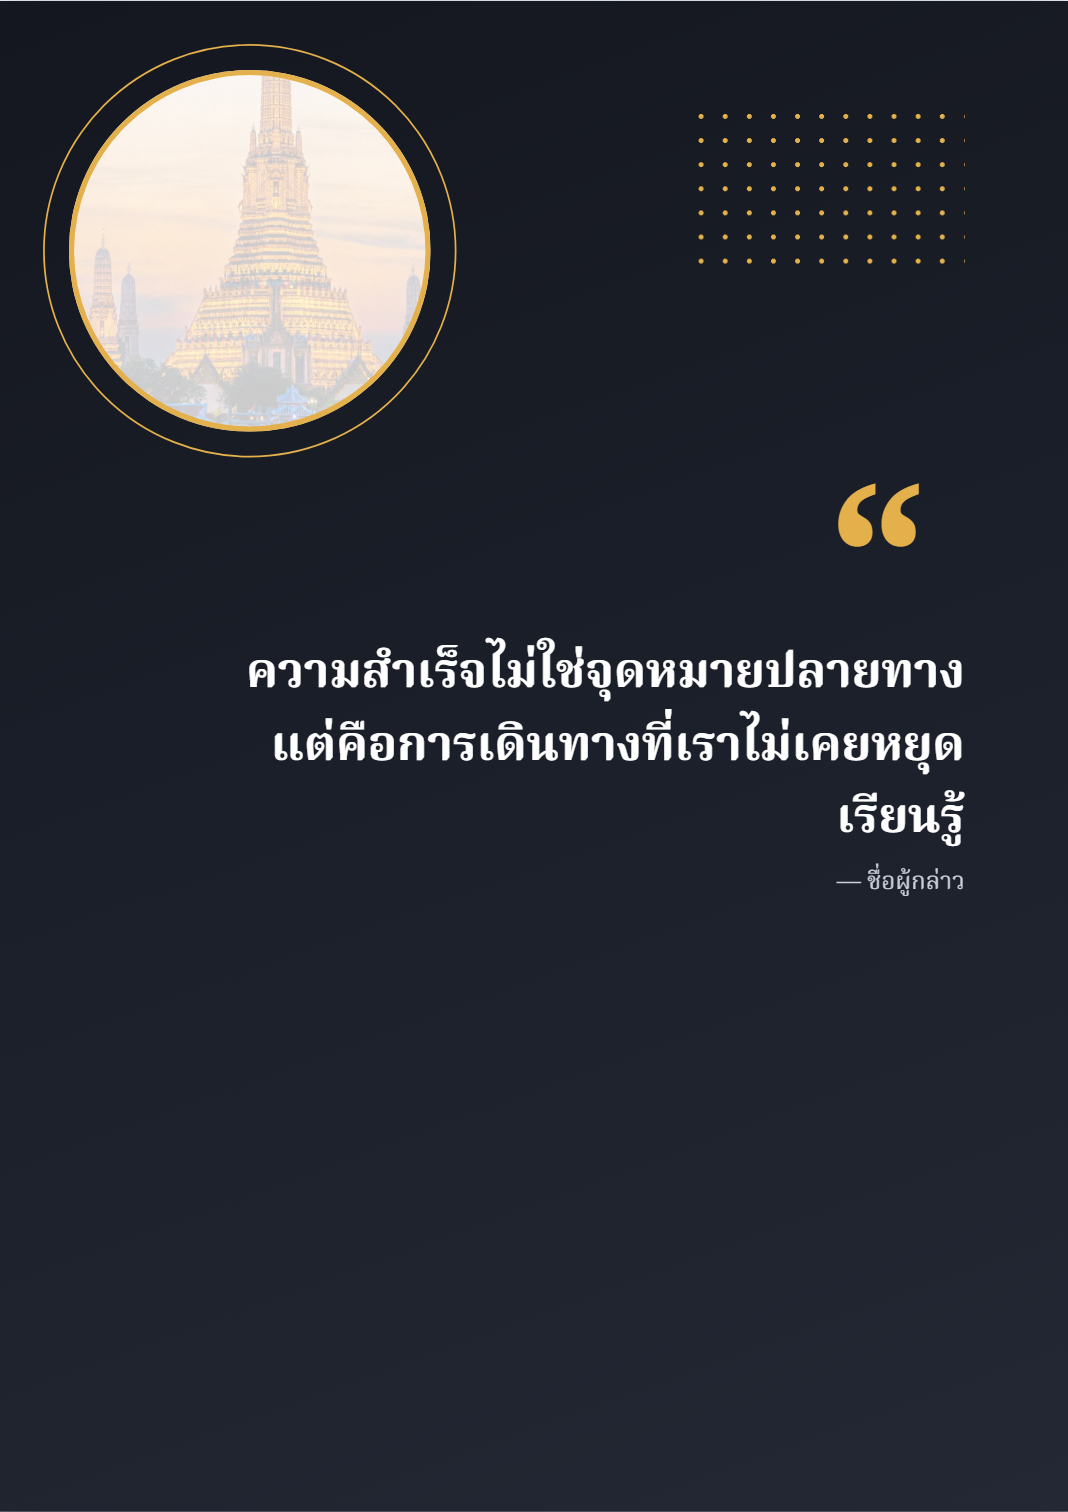 “
ความสำเร็จไม่ใช่จุดหมายปลายทาง
แต่คือการเดินทางที่เราไม่เคยหยุด
เรียนรู้
— ชื่อผู้กล่าว